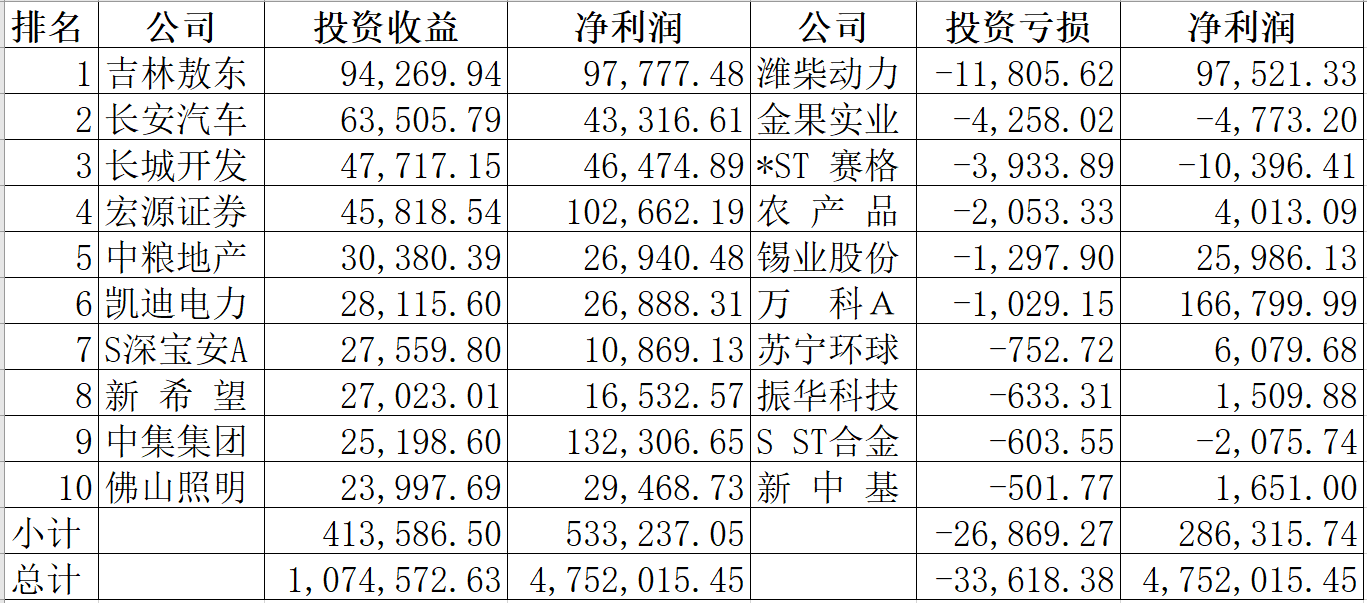 排名 公司 投资收益 净利润 公司 投资亏损 净利润
1 吉林敖东 94,269.94 97,777.48 潍柴动力 -11,805.62 97,521.33
2 长安汽车 63,505.79 43,316.61 金果实业 -4,258.02 -4,773.20
3 长城开发 47,717.15 46,474.89 *ST 赛格 -3,933.89 -10,396.41
4 宏源证券 45,818.54 102,662.19 农 产 品 -2,053.33 4,013.09
5 中粮地产 30,380.39 26,940.48 锡业股份 -1,297.90 25,986.13
6 凯迪电力 28,115.60 26,888.31 万 科A -1,029.15 166,799.99
7 S深宝安A 27,559.80 10,869.13 苏宁环球 -752.72 6,079.68
8 新 希 望 27,023.01 16,532.57 振华科技 -633.31 1,509.88
9 中集集团 25,198.60 132,306.65 S ST合金 -603.55 -2,075.74
10 佛山照明 23,997.69 29,468.73 新 中 基 -501.77 1,651.00
小计 413,586.50 533,237.05 -26,869.27 286,315.74
总计 1,074,572.63 4,752,015.45 -33,618.38 4,752,015.45